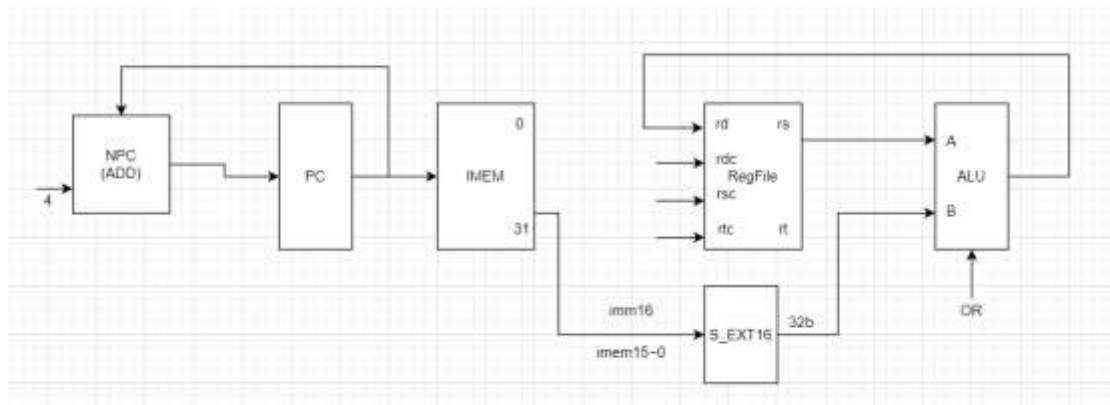 NPC
(ADD)
4
PC
0
IMEM
31
rd
rs
rdc
RegFile
rsc
rtc
rt
A
ALU
B
OR
imm16
imem15~0
S_EXT16
32b